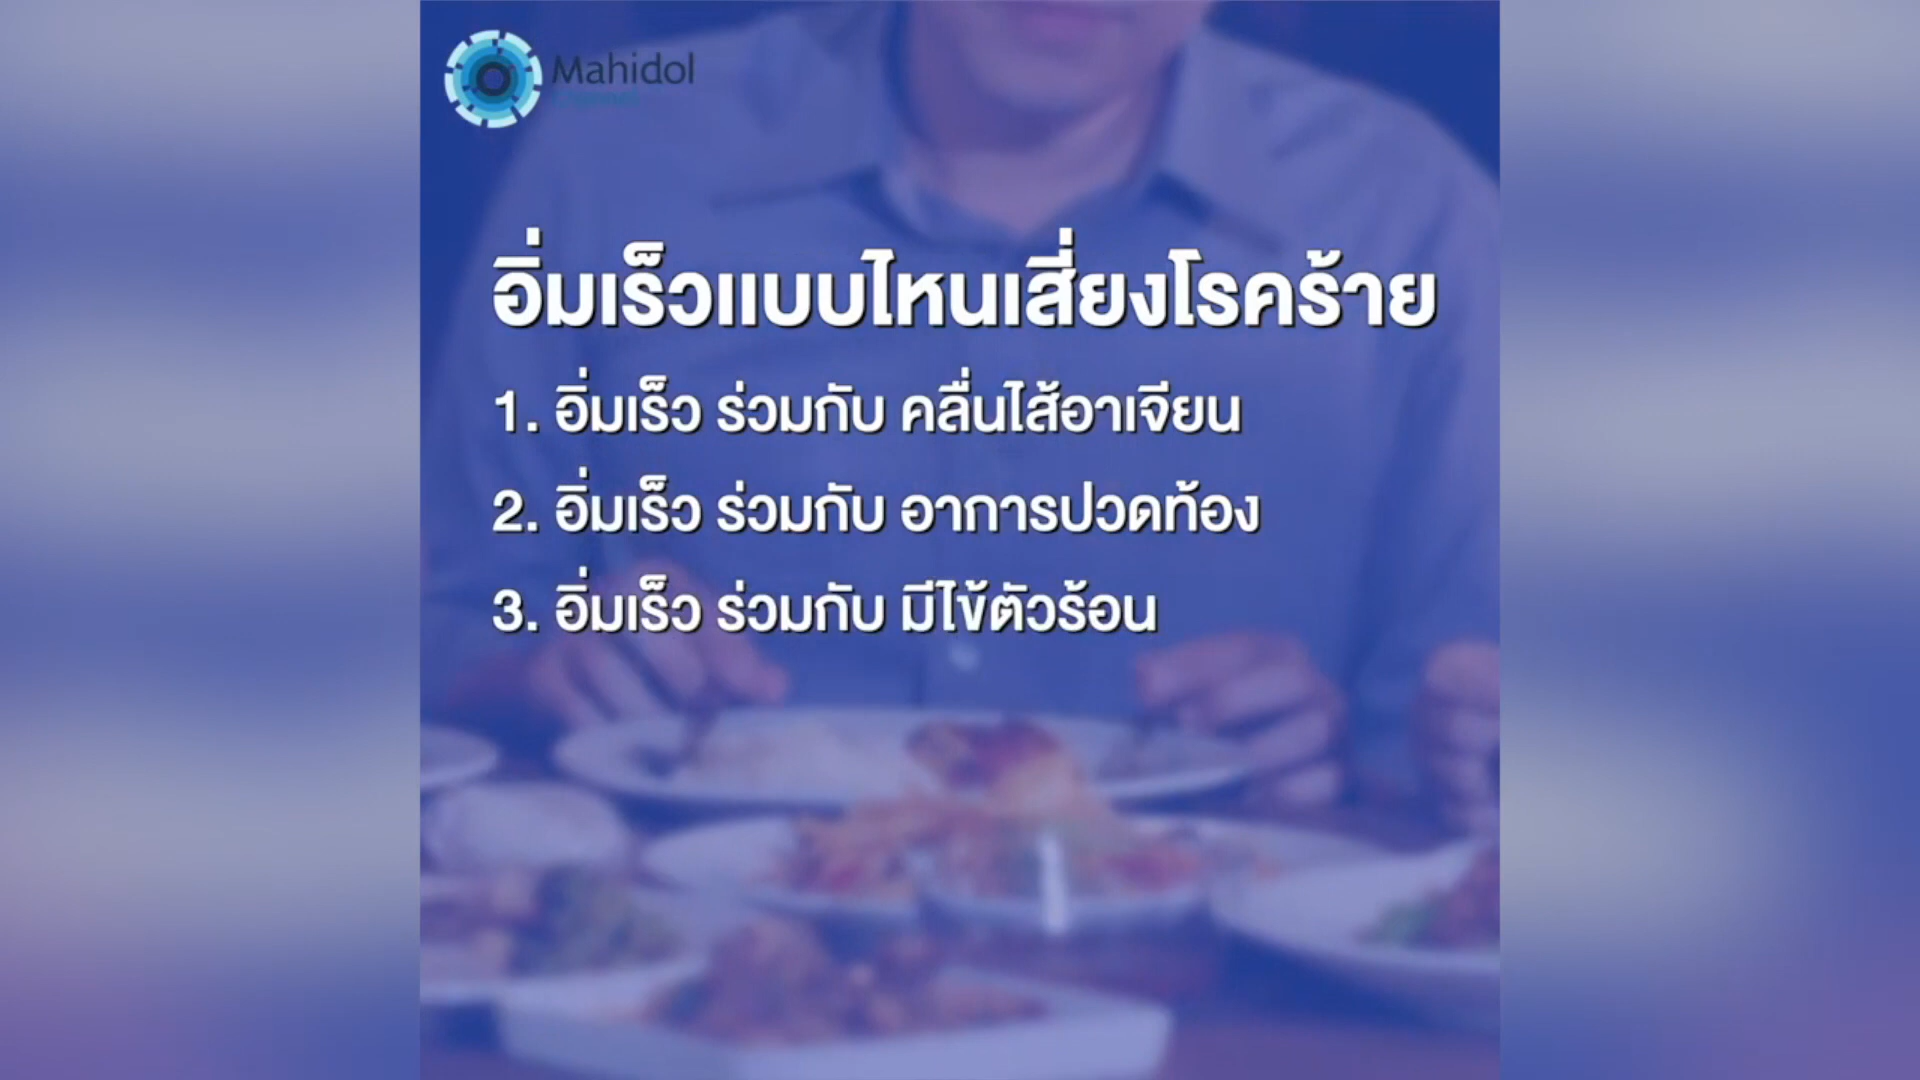 Mahidol
Channel
อิ่มเร็วแบบไหนเสี่ยงโรคร้าย
1. อิ่มเร็ว ร่วมกับ คลื่นไส้อาเจียน
2. อิ่มเร็ว ร่วมกับ อาการปวดท้อง
3. อิ่มเร็ว ร่วมกับ มีไข้ตัวร้อน